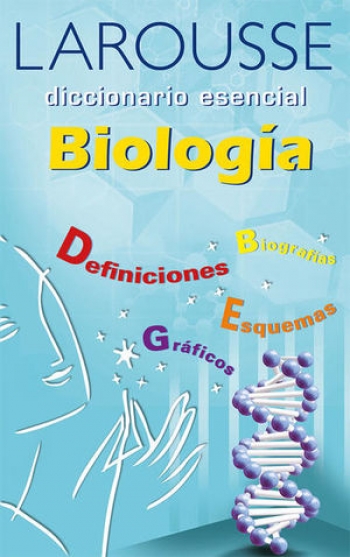 LAROUSSE
diccionario esencial
Biología
Definiciones
Biografías
Esquemas
Gráficos